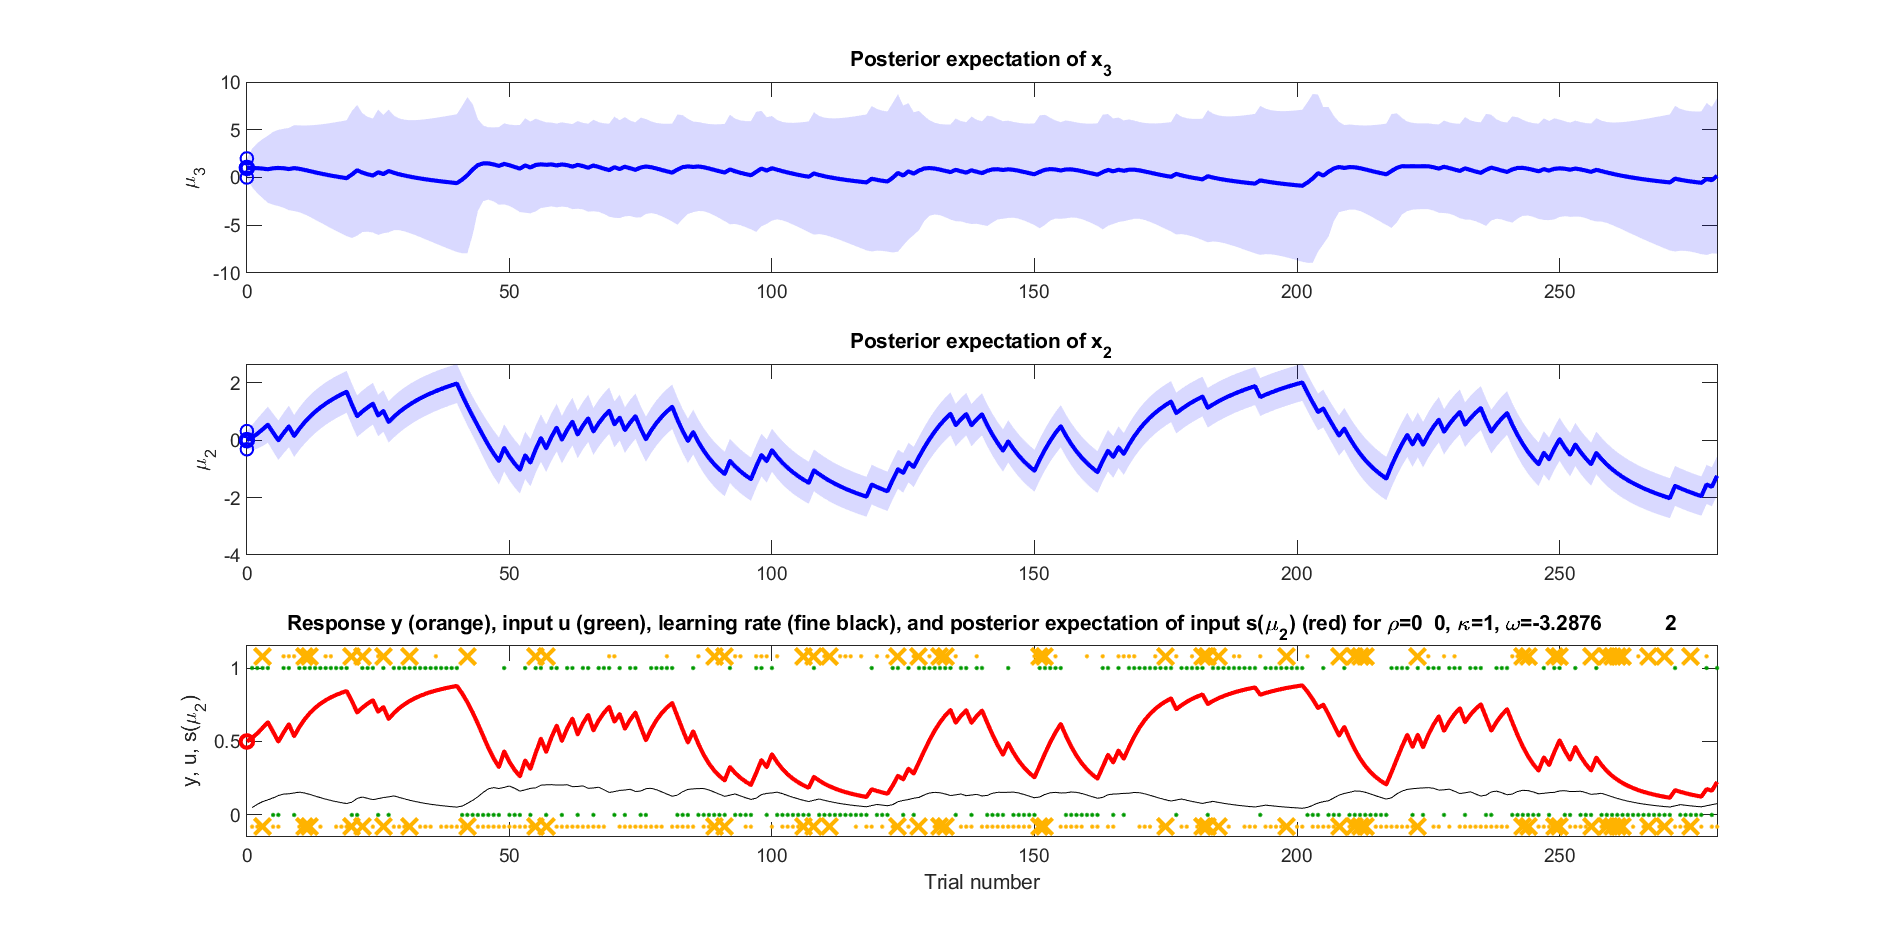 Posterior expectation of x3
10
5
0
-5
-10
μ3
0 50 100 150 200 250
Posterior expectation of x2
2
0
-2
-4
μ2
0 50 100 150 200 250
Response y (orange), input u (green), learning rate (fine black), and posterior expectation of input s(μ2) (red) for ρ=0 0, κ=1, ω=-3.2876 2
1
0.5
0
y, u, s(μ2)
0 50 100 150 200 250
Trial number